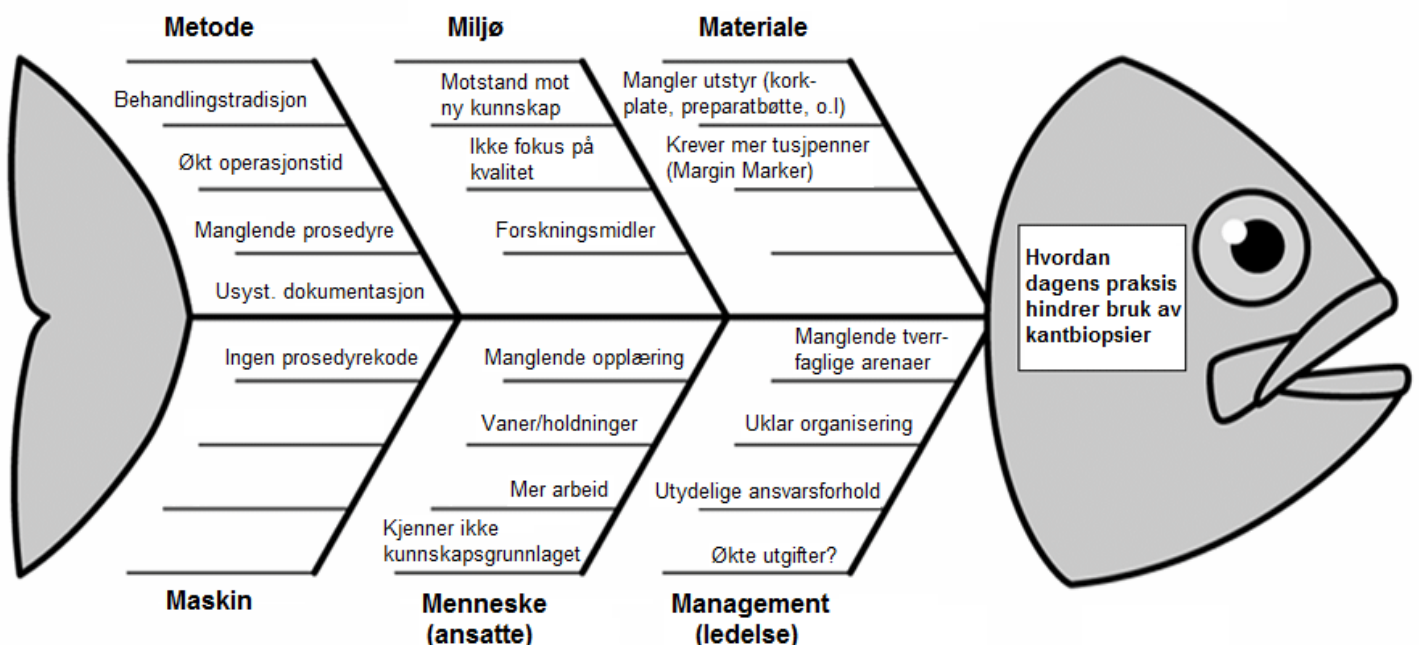 Metode
Miljø
Materiale
Behandlingstradisjon
Økt operasjonstid
Manglende prosedyre
Usyst. dokumentasjon
Motstand mot
ny kunnskap
Ikke fokus på
kvalitet
Forskningsmidler
Mangler utstyr (kork-
plate, preparatbøtte, o.l)
Krever mer tusjpenner
(Margin Marker)
Hvordan
dagens praksis
hindrer bruk av
kantbiopsier
Ingen prosedyrekode
Manglende opplæring
Vaner/holdninger
Mer arbeid
Kjenner ikke
kunnskapsgrunnlaget
Manglende tverr-
faglige arenaer
Uklar organisering
Utydelige ansvarsforhold
Økte utgifter?
Maskin
Menneske
(ansatte)
Management
(ledelse)